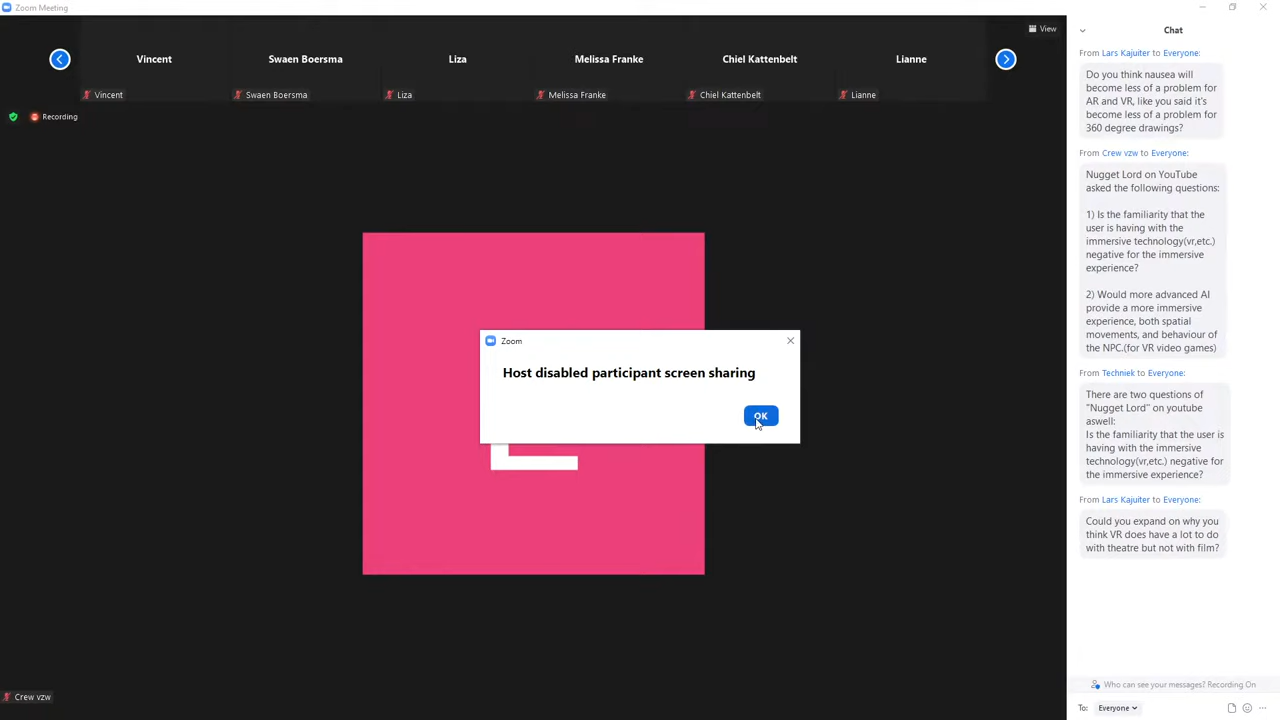 Zoom Meeting
View
Vincent
Swaen Boersma
Liza
Melissa Franke
Chiel Kattenbelt
Lianne
Vincent
Swaen Boersma
Liza
Melissa Franke
Chiel Kattenbelt
Lianne
Recording
Zoom
Host disabled participant screen sharing
OK
Crew vzw
Chat
From Lars Kajuiter to Everyone:
Do you think nausea will
become less of a problem for
AR and VR, like you said it's
become less of a problem for
360 degree drawings?
From Crew vzw to Everyone:
Nugget Lord on YouTube
asked the following questions:
1) Is the familiarity that the
user is having with the
immersive technology(vr,etc.)
negative for the immersive
experience?
2) Would more advanced AI
provide a more immersive
experience, both spatial
movements, and behaviour of
the NPC.(for VR video games)
From Techniek to Everyone:
There are two questions of
"Nugget Lord" on youtube
aswell:
Is the familiarity that the user is
having with the immersive
technology(vr,etc.) negative for
the immersive experience?
From Lars Kajuiter to Everyone:
Could you expand on why you
think VR does have a lot to do
with theatre but not with film?
Who can see your messages? Recording On
To: Everyone